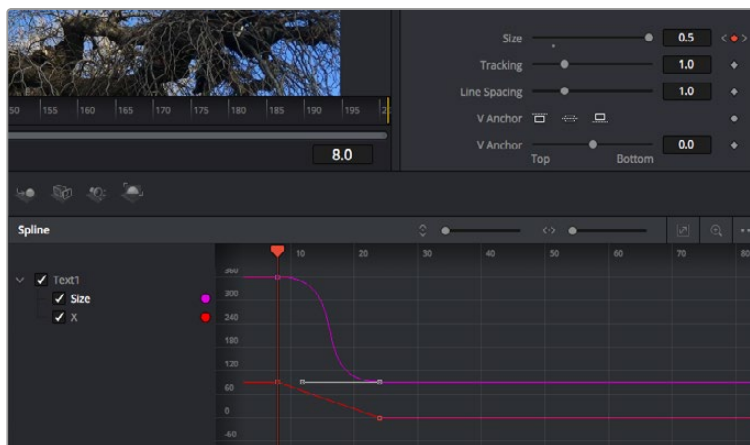 Size 0.5
Tracking 1.0
Line Spacing 1.0
V Anchor
V Anchor 0.0
Top Bottom
150 155 160 165 170 175 180 185 190 195
8.0
Spline
10 20 30 40 50 60 70 80
Text1
Size
X
360
300
240
180
120
60
0
-60